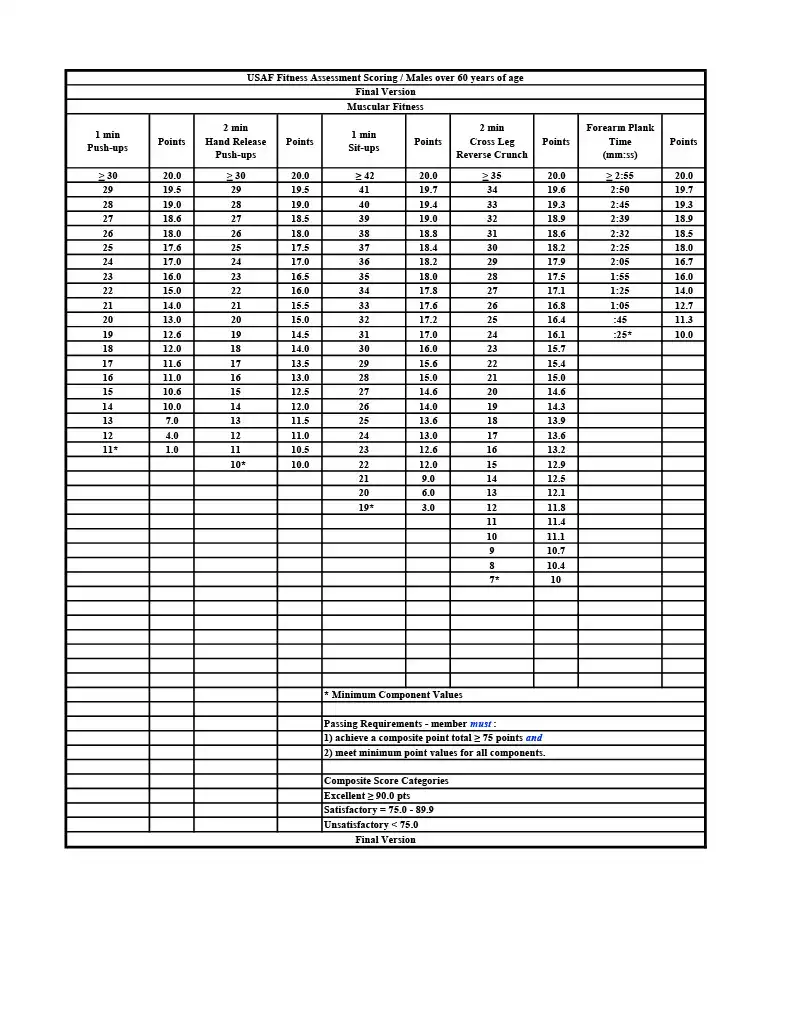 USAF Fitness Assessment Scoring / Males over 60 years of age
Final Version
Muscular Fitness
1 min Push-ups Points 2 min Hand Release Push-ups Points 1 min Sit-ups Points 2 min Cross Leg Reverse Crunch Points Forearm Plank Time (mm:ss) Points
≥ 30 20.0 ≥ 30 20.0 ≥ 42 20.0 ≥ 35 20.0 ≥ 2:55 20.0
29 19.5 29 19.5 41 19.7 34 19.6 2:50 19.7
28 19.0 28 19.0 40 19.4 33 19.3 2:45 19.3
27 18.6 27 18.5 39 19.0 32 18.9 2:39 18.9
26 18.0 26 18.0 38 18.8 31 18.6 2:32 18.5
25 17.6 25 17.5 37 18.4 30 18.2 2:25 18.0
24 17.0 24 17.0 36 18.2 29 17.9 2:05 16.7
23 16.0 23 16.5 35 18.0 28 17.5 1:55 16.0
22 15.0 22 16.0 34 17.8 27 17.1 1:25 14.0
21 14.0 21 15.5 33 17.6 26 16.8 1:05 12.7
20 13.0 20 15.0 32 17.2 25 16.4 :45 11.3
19 12.6 19 14.5 31 17.0 24 16.1 :25* 10.0
18 12.0 18 14.0 30 16.0 23 15.7
17 11.6 17 13.5 29 15.6 22 15.4
16 11.0 16 13.0 28 15.0 21 15.0
15 10.6 15 12.5 27 14.6 20 14.6
14 10.0 14 12.0 26 14.0 19 14.3
13 7.0 13 11.5 25 13.6 18 13.9
12 4.0 12 11.0 24 13.0 17 13.6
11* 1.0 11 10.5 23 12.6 16 13.2
10* 10.0 22 12.0 15 12.9
21 9.0 14 12.5
20 6.0 13 12.1
19* 3.0 12 11.8
11 11.4
10 11.1
9 10.7
8 10.4
7* 10
* Minimum Component Values
Passing Requirements - member must :
1) achieve a composite point total ≥ 75 points and
2) meet minimum point values for all components.
Composite Score Categories
Excellent ≥ 90.0 pts
Satisfactory = 75.0 - 89.9
Unsatisfactory < 75.0
Final Version